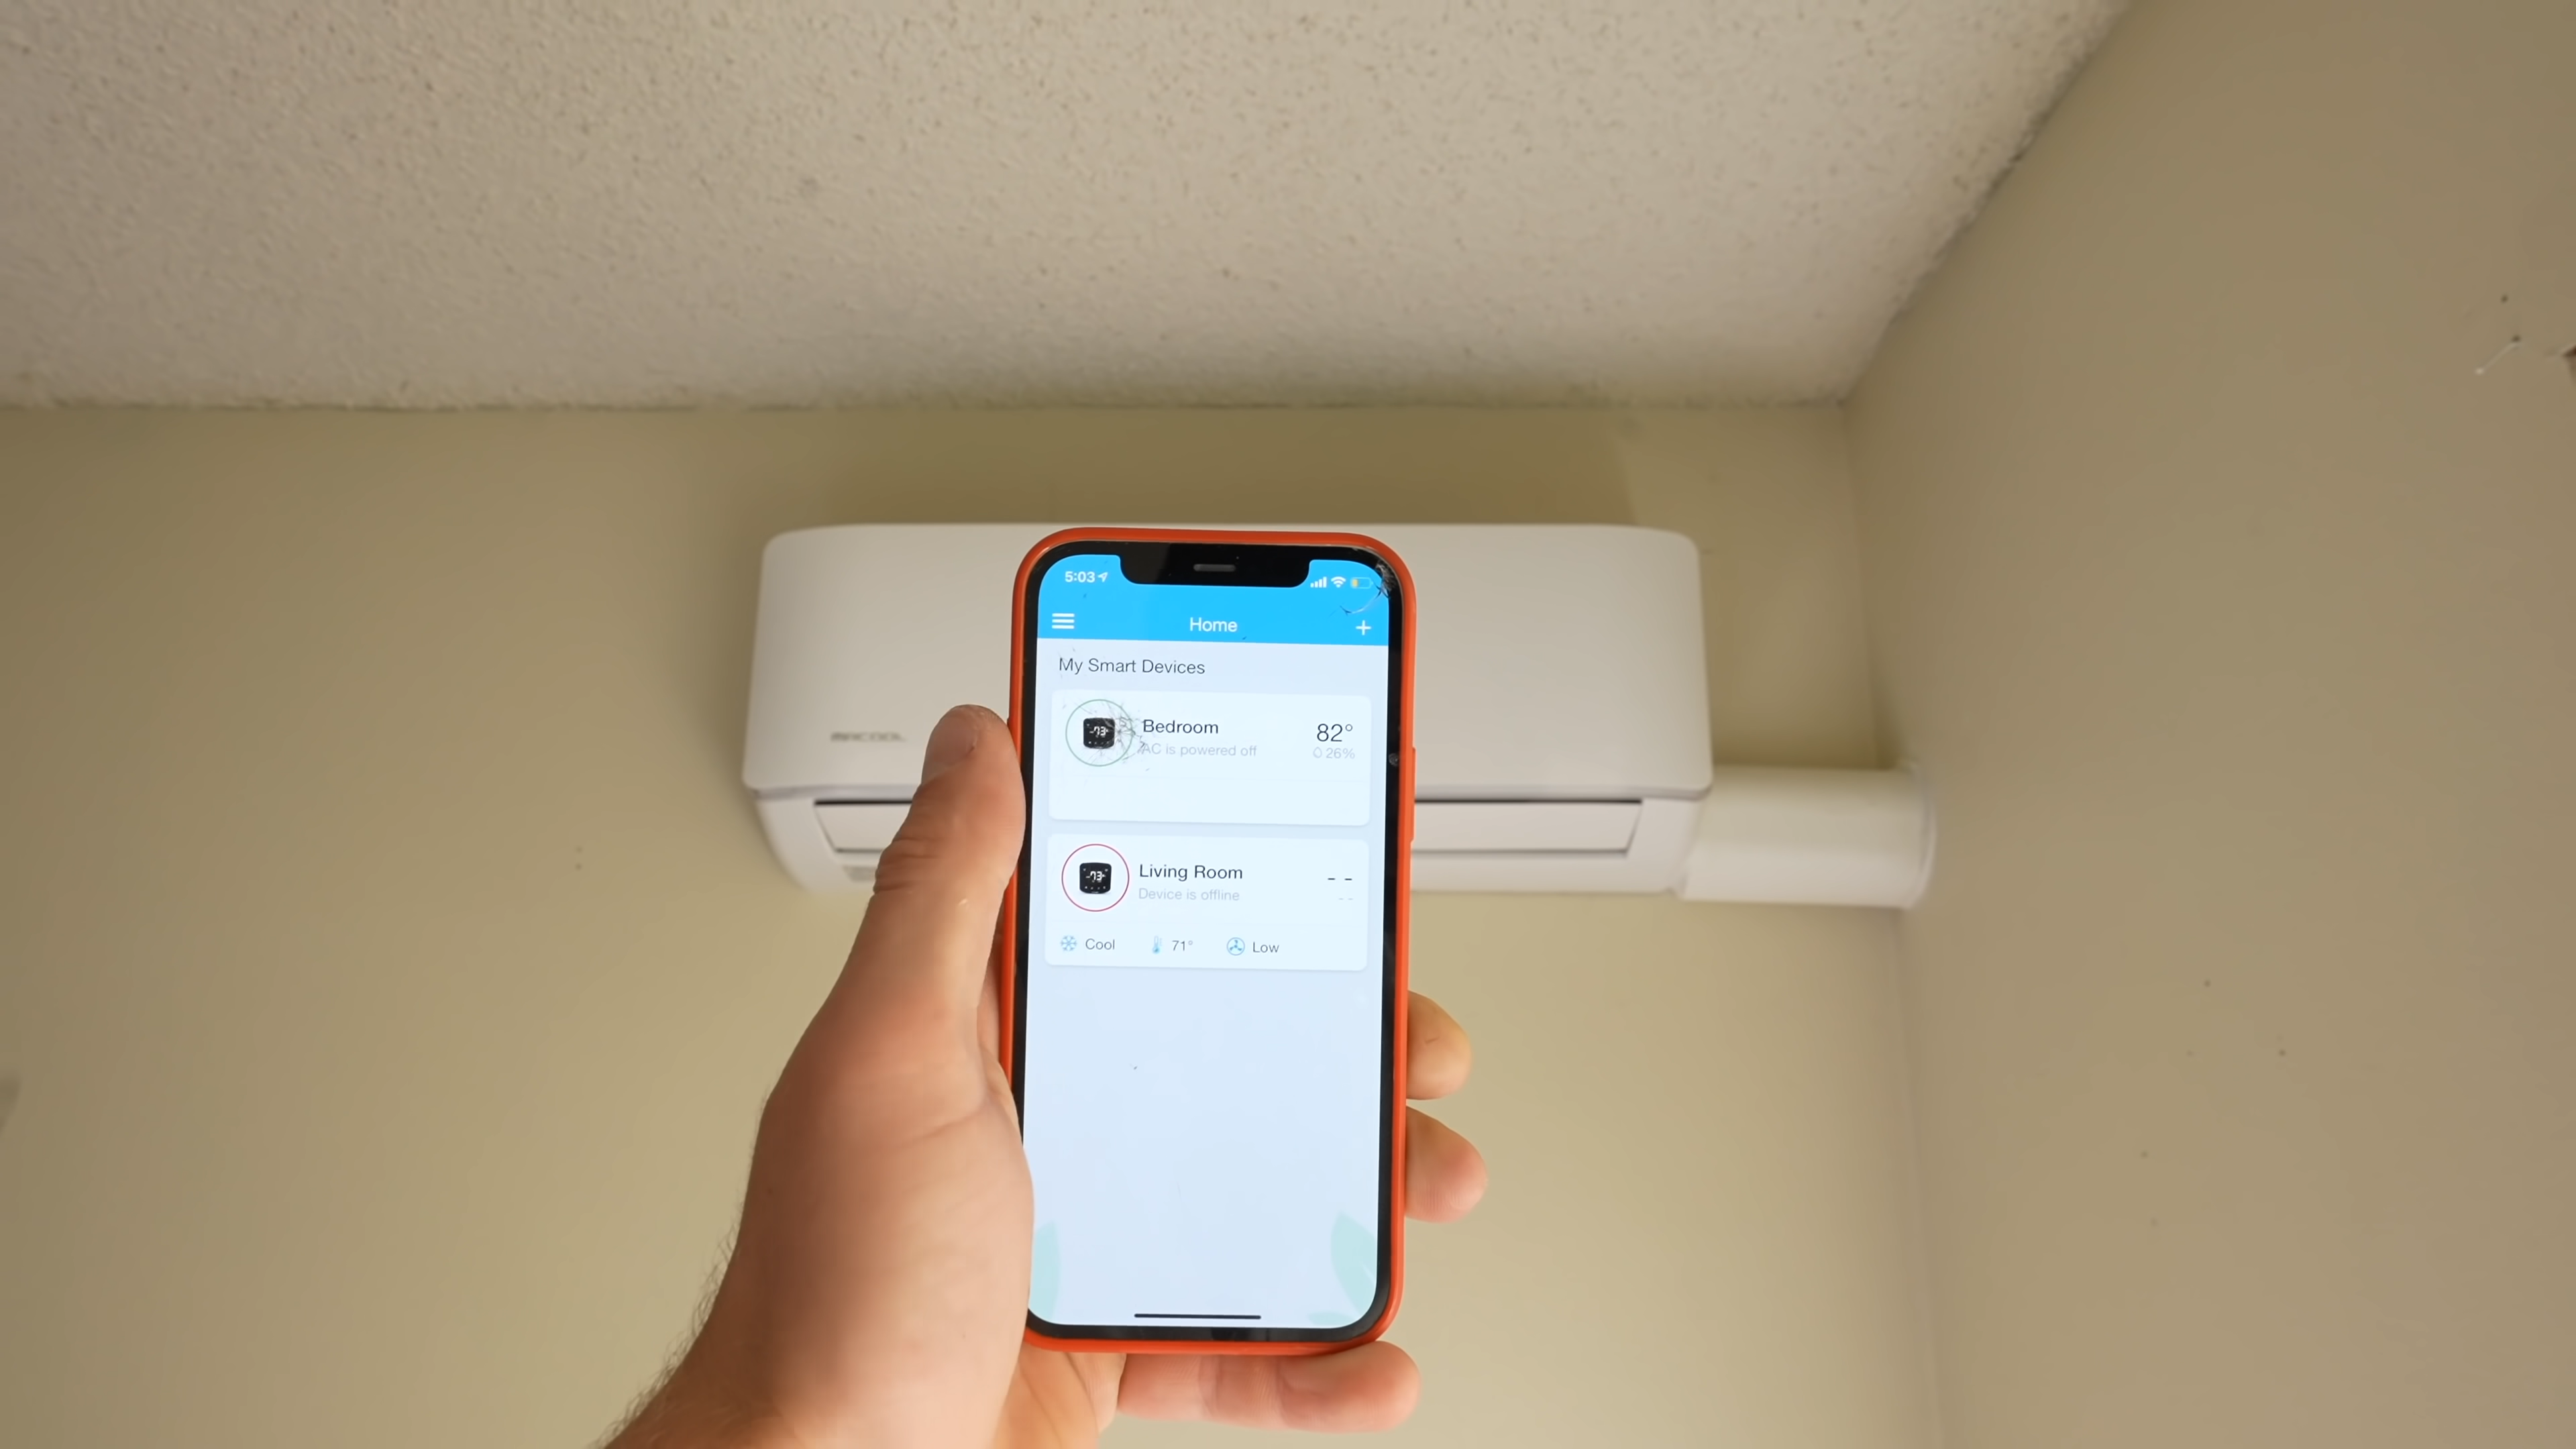 MRCOOL
5:03
Home
+
My Smart Devices
Bedroom
82°
AC is powered off
26%
Living Room
- -
Device is offline
- -
Cool
71°
Low